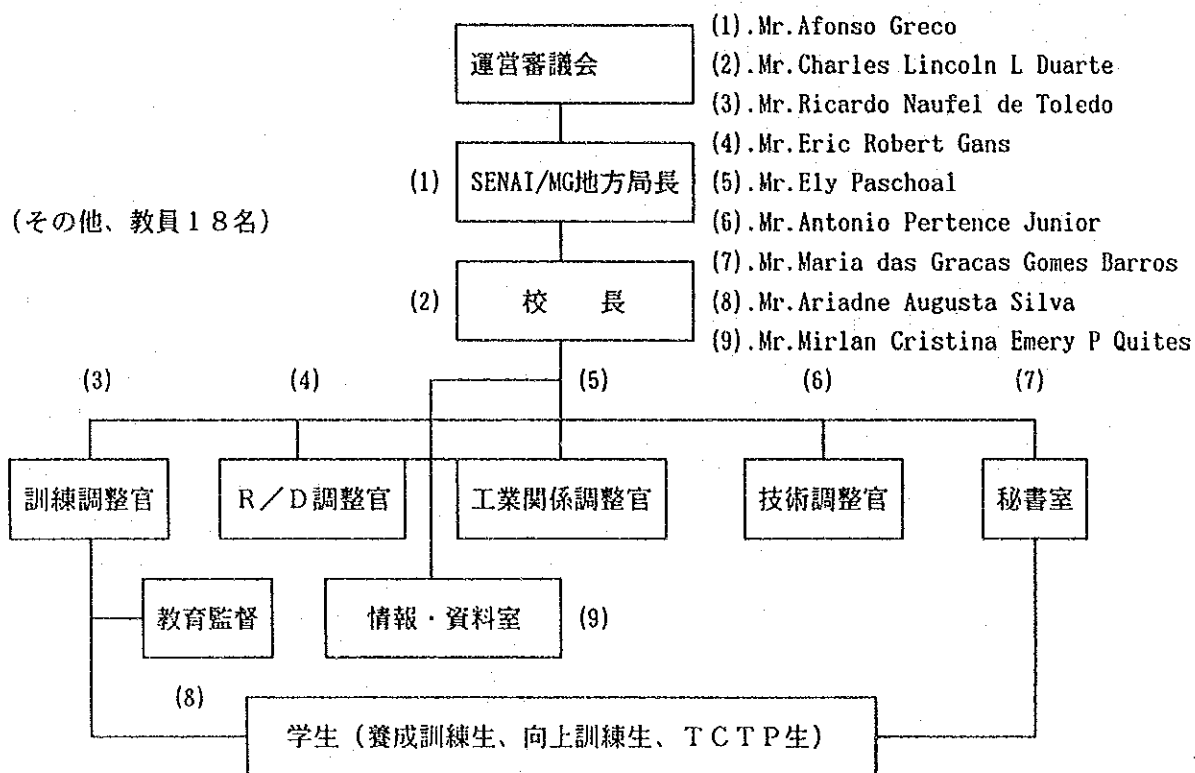 (1).Mr.Afonso Greco
運営審議会
(2).Mr.Charles Lincoln L Duarte
(3).Mr.Ricardo Naufel de Toledo
(4).Mr.Eric Robert Gans
(1) SENAI/MG地方局長
(5).Mr.Ely Paschoal
(その他、教員18名)
(6).Mr.Antonio Pertence Junior
(7).Mr.Maria das Gracas Gomes Barros
(2) 校 長
(8).Mr.Ariadne Augusta Silva
(9).Mr.Mirlan Cristina Emery P Quites
(3) (4) (5) (6) (7)
訓練調整官 R/D調整官 工業関係調整官 技術調整官 秘書室
教育監督 情報・資料室 (9)
(8)
学生(養成訓練生、向上訓練生、TCTP生)